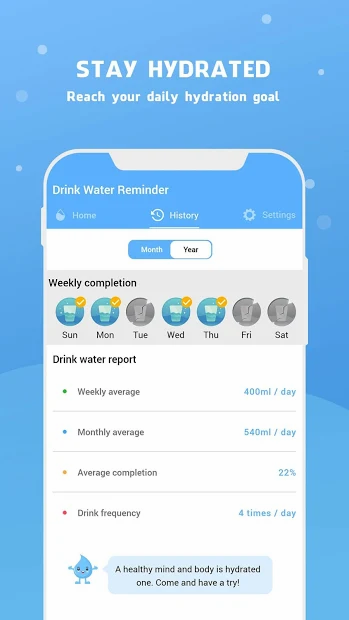 STAY HYDRATED
Reach your daily hydration goal
Drink Water Reminder
Home History Settings
Month Year
Weekly completion
Sun Mon Tue Wed Thu Fri Sat
Drink water report
Weekly average 400ml / day
Monthly average 540ml / day
Average completion 22%
Drink frequency 4 times / day
A healthy mind and body is hydrated
one. Come and have a try!